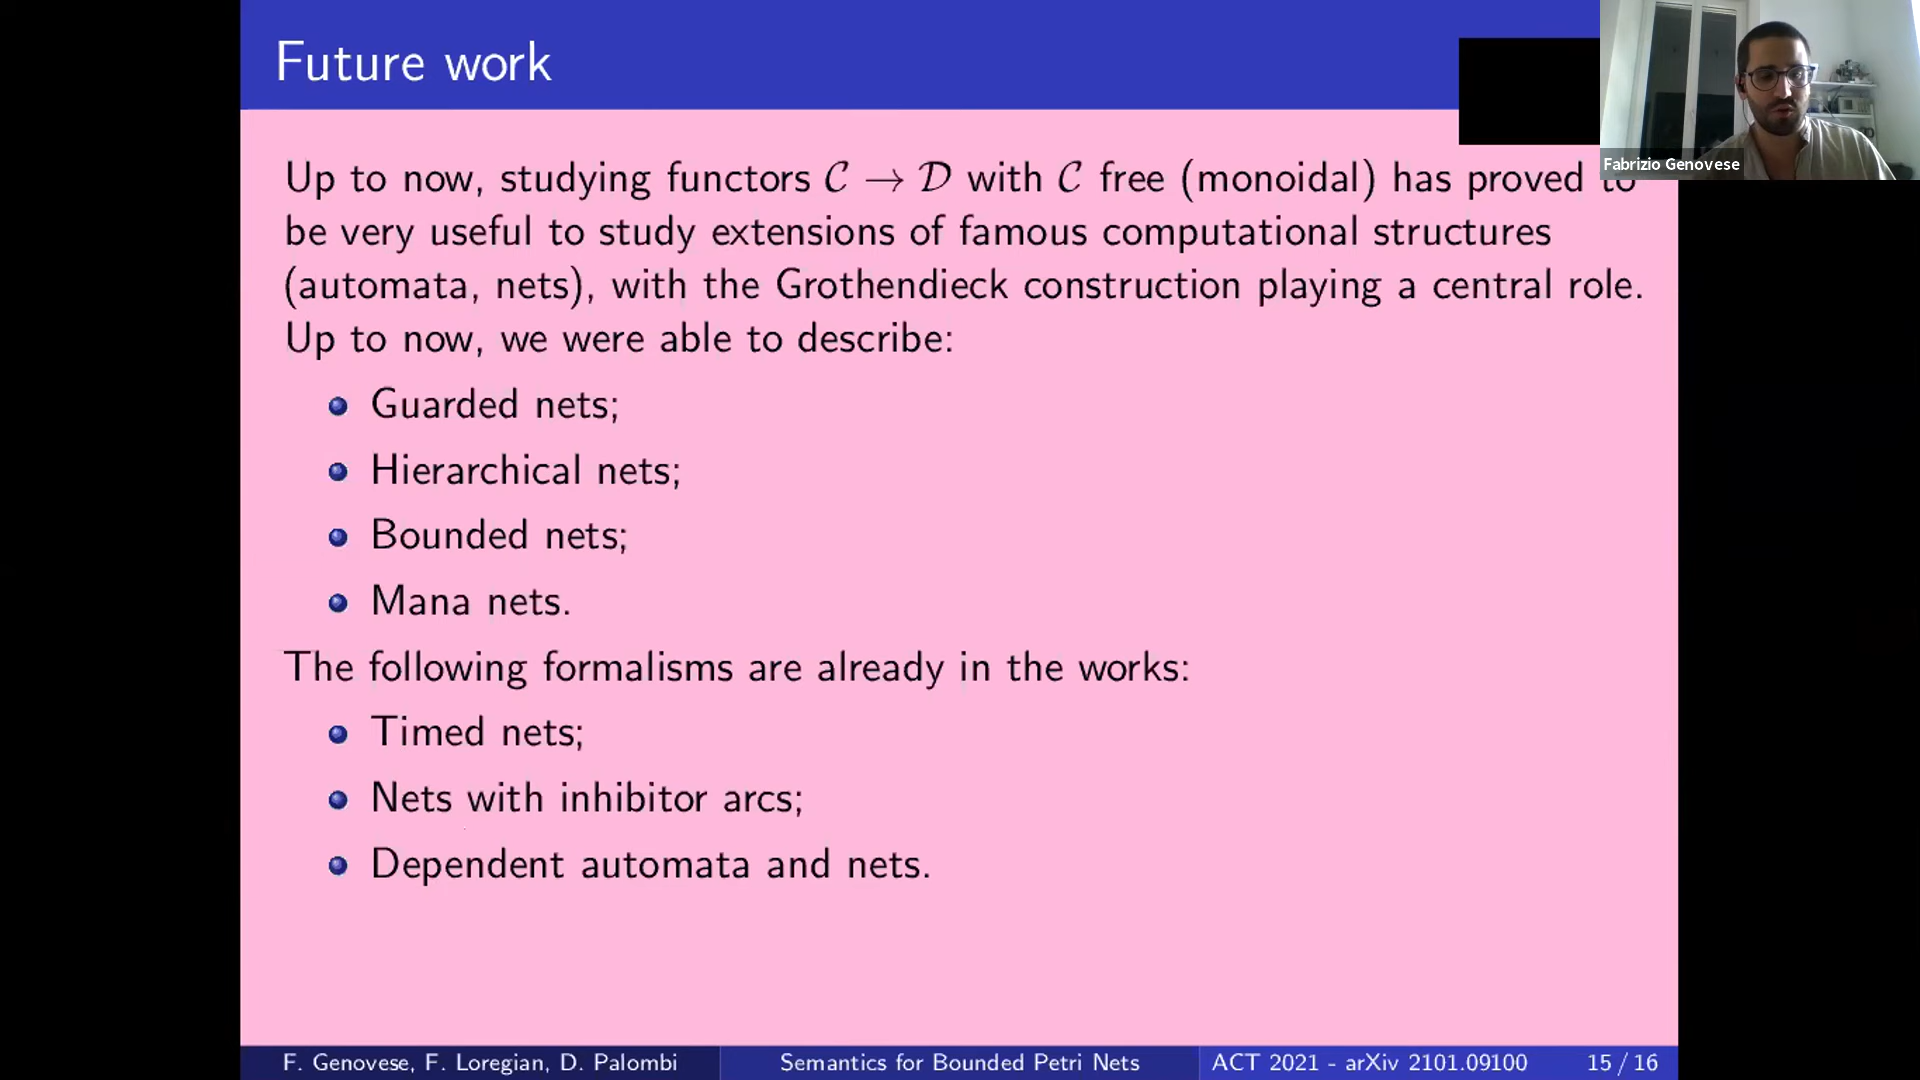 Future work
Fabrizio Genovese
Up to now, studying functors 𝒞 → 𝒟 with 𝒞 free (monoidal) has proved to
be very useful to study extensions of famous computational structures
(automata, nets), with the Grothendieck construction playing a central role.
Up to now, we were able to describe:
Guarded nets;
Hierarchical nets;
Bounded nets;
Mana nets.
The following formalisms are already in the works:
Timed nets;
Nets with inhibitor arcs;
Dependent automata and nets.
F. Genovese, F. Loregian, D. Palombi Semantics for Bounded Petri Nets ACT 2021 - arXiv 2101.09100 15 / 16